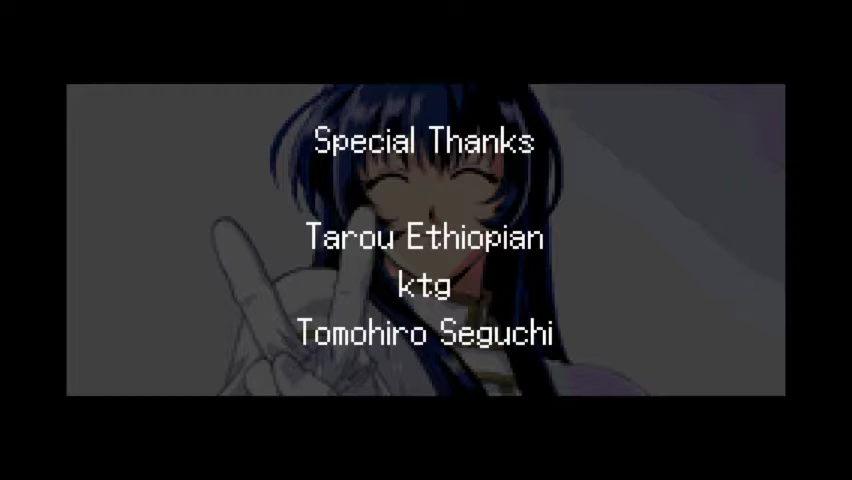 Special Thanks
Tarou Ethiopian
ktg
Tomohiro Seguchi